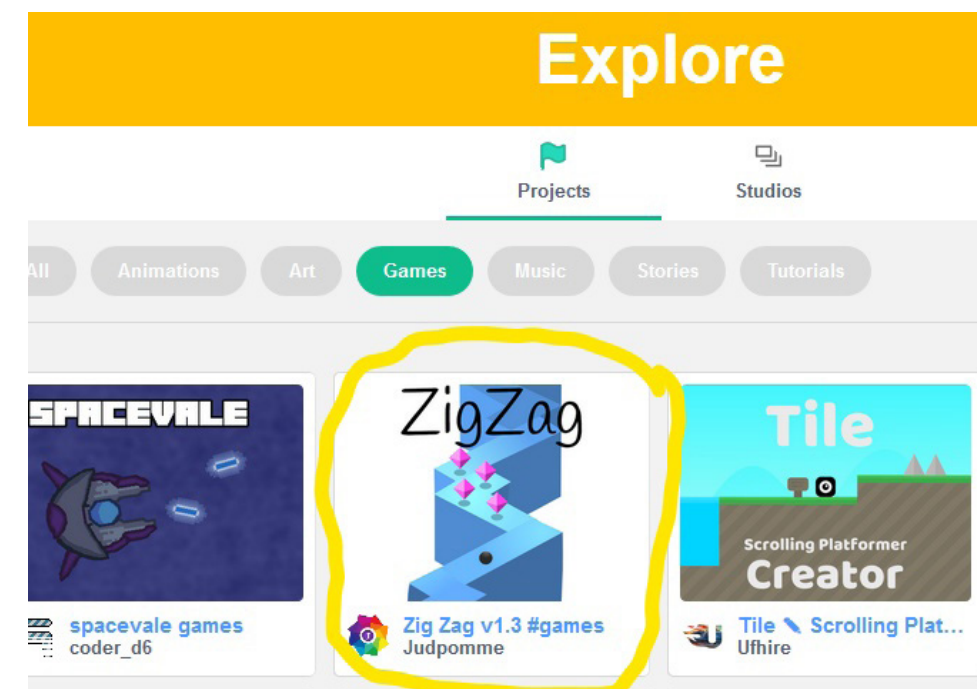 Explore
Projects
Studios
All
Animations
Art
Games
Music
Stories
Tutorials
SPACEVALE
ZigZag
Tile
Scrolling Platformer
Creator
spacevale games
coder_d6
Zig Zag v1.3 #games
Judpomme
Tile ✎ Scrolling Plat...
Ufhire